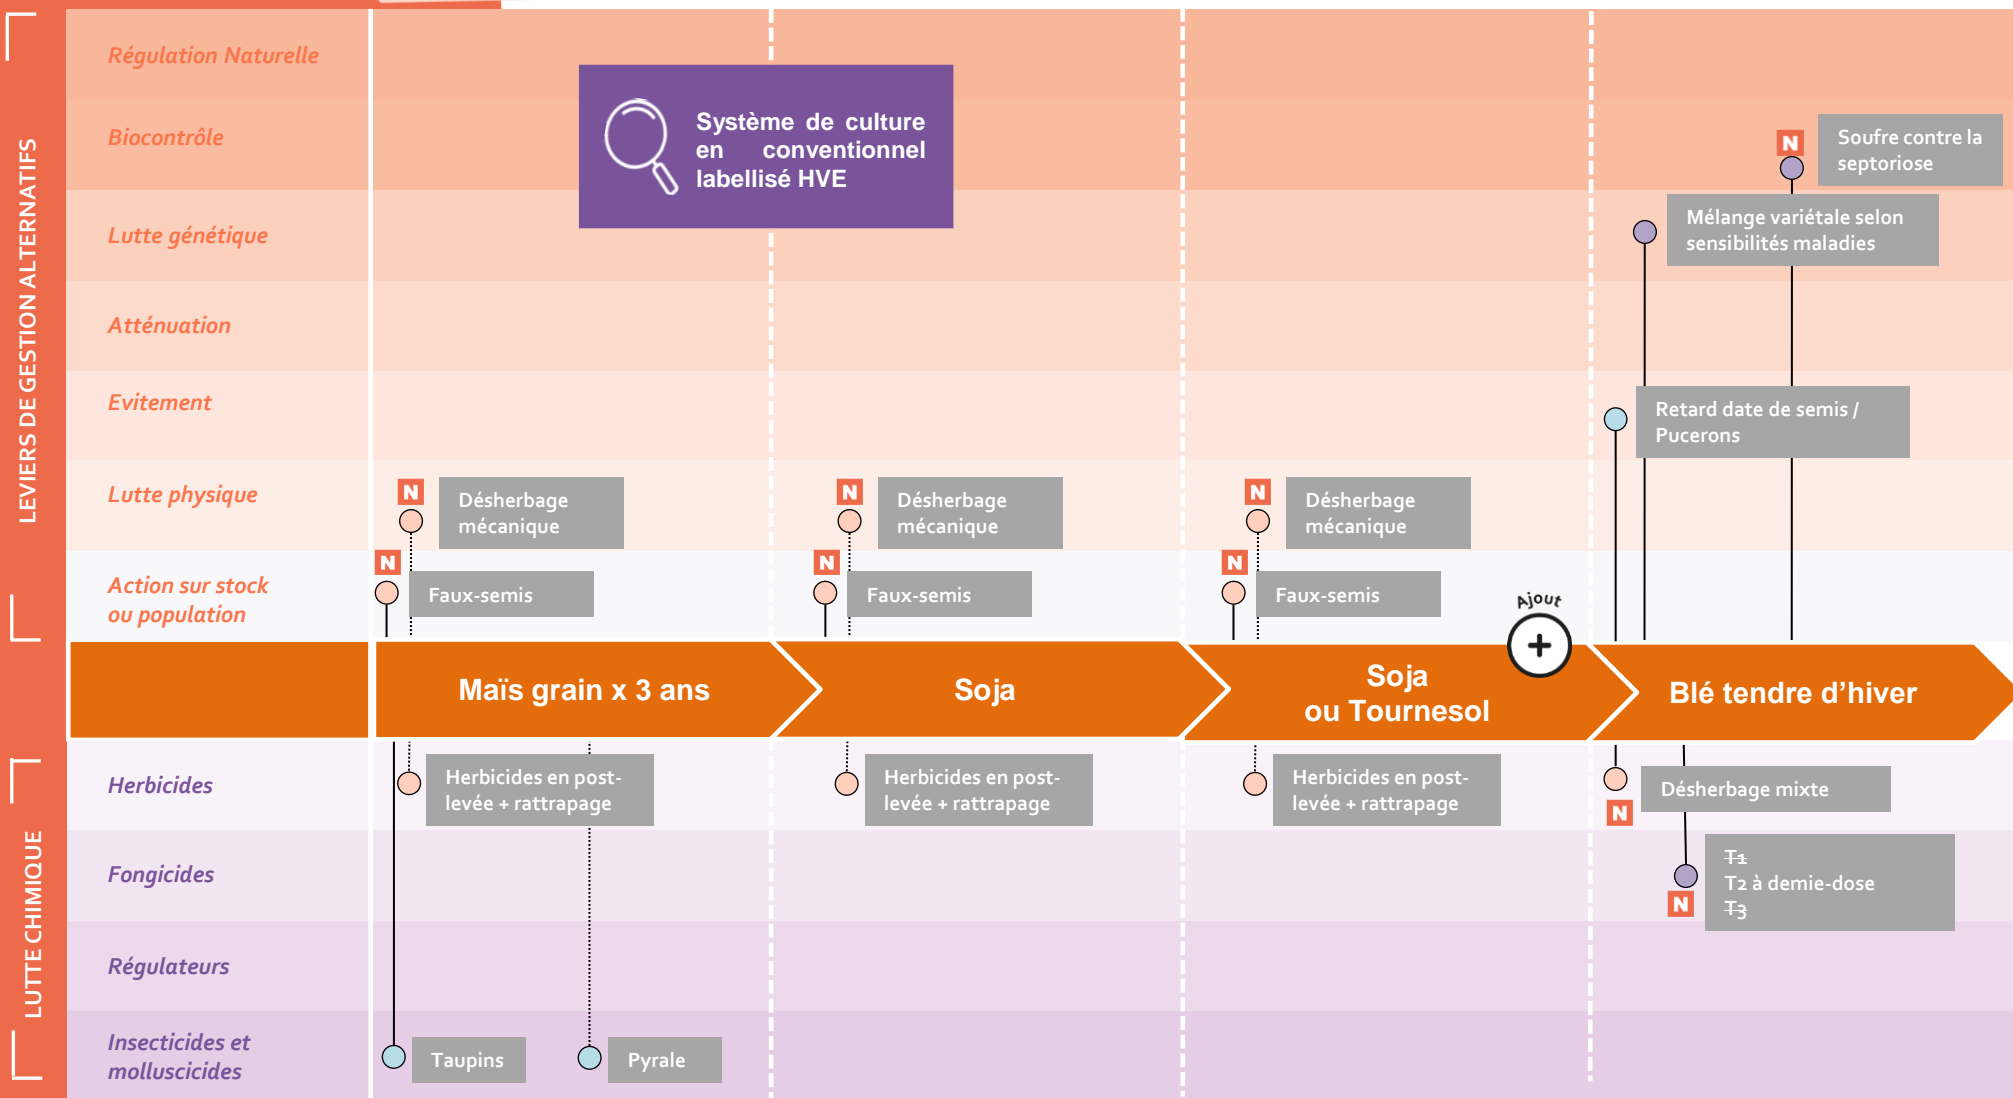 LEVIERS DE GESTION ALTERNATIFS
Régulation Naturelle
Biocontrôle
Lutte génétique
Atténuation
Evitement
Lutte physique
Action sur stock
ou population
Système de culture
en conventionnel
labellisé HVE
N
Soufre contre la
septoriose
Mélange variétale selon
sensibilités maladies
Retard date de semis /
Pucerons
N
Désherbage
mécanique
N
Faux-semis
N
Désherbage
mécanique
N
Faux-semis
N
Désherbage
mécanique
N
Faux-semis
Ajout
+
Maïs grain x 3 ans
Soja
Soja
ou Tournesol
Blé tendre d'hiver
LUTTE CHIMIQUE
Herbicides
Fongicides
Régulateurs
Insecticides et
molluscicides
Herbicides en post-
levée + rattrapage
Herbicides en post-
levée + rattrapage
Herbicides en post-
levée + rattrapage
Désherbage mixte
N
T1
T2 à demie-dose
T3
N
Taupins
Pyrale